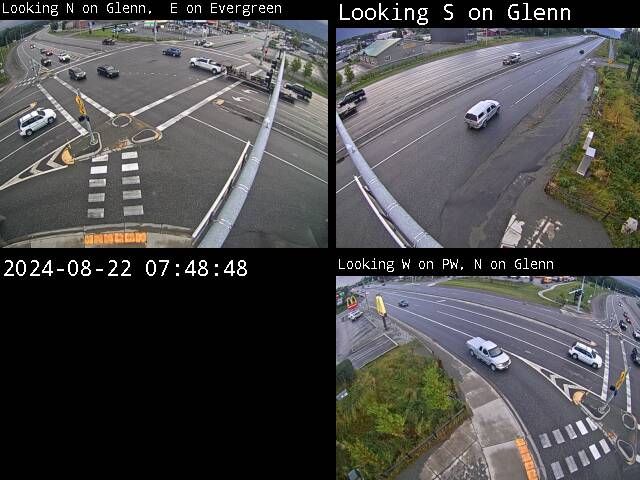 Looking N on Glenn, E on Evergreen
Looking S on Glenn
2024-08-22 07:48:48
Looking W on PW, N on Glenn